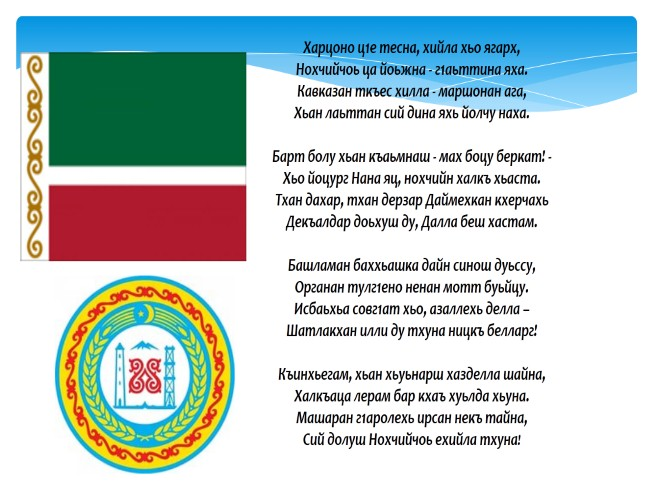 Харцоно ц1е тесна, хийла хьо ягарх,
Нохчийчоь ца йоьжна - г1аьттина яха.
Кавказан ткъес хилла - маршонан ага,
Хьан лаьттан сий дина яхь йолчу наха.
Барт болу хьан къаьмнаш - мах боцу беркат! -
Хьо йоцург Нана яц, нохчийн халкъ хьаста.
Тхан дахар, тхан дерзар Даймехкан кхерчахь
Декъалдар доьхуш ду, Далла беш хастам.
Башламан баххьашка дайн синош дуьссу,
Органан тулг1ено ненан мотт буьйцу.
Исбаьхьа совг1ат хьо, азаллехь делла –
Шатлакхан илли ду тхуна ницкъ белларг!
Къинхьегам, хьан хьуьнарш хазделла шайна,
Халкъаца лерам бар кхаъ хуьлда хьуна.
Машаран г1аролехь ирсан некъ тайна,
Сий долуш Нохчийчоь ехийла тхуна!